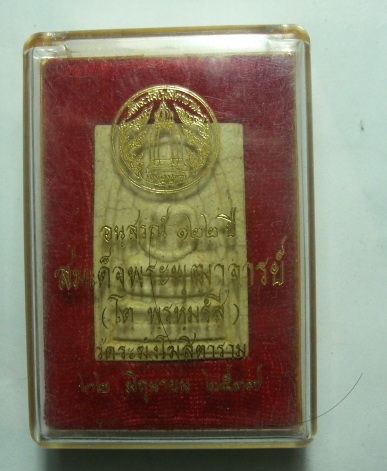 อนุสรณ์ ๑๒๒ ปี
สมเด็จพระพุฒาจารย์
(โต พรหมรังสี)
วัดระฆังโฆสิตาราม
๒๒ มิถุนายน ๒๕๓๗